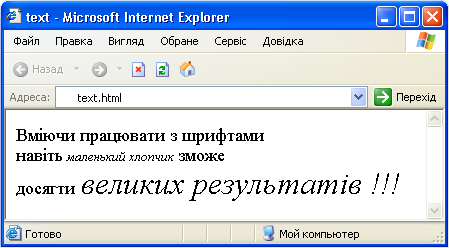 text - Microsoft Internet Explorer
Файл Правка Вигляд Обране Сервіс Довідка
Назад
Адреса: text.html Перехід
Вміючи працювати з шрифтами
навіть маленький хлопчик зможе
досягти великих результатів !!!
Готово Мой компьютер